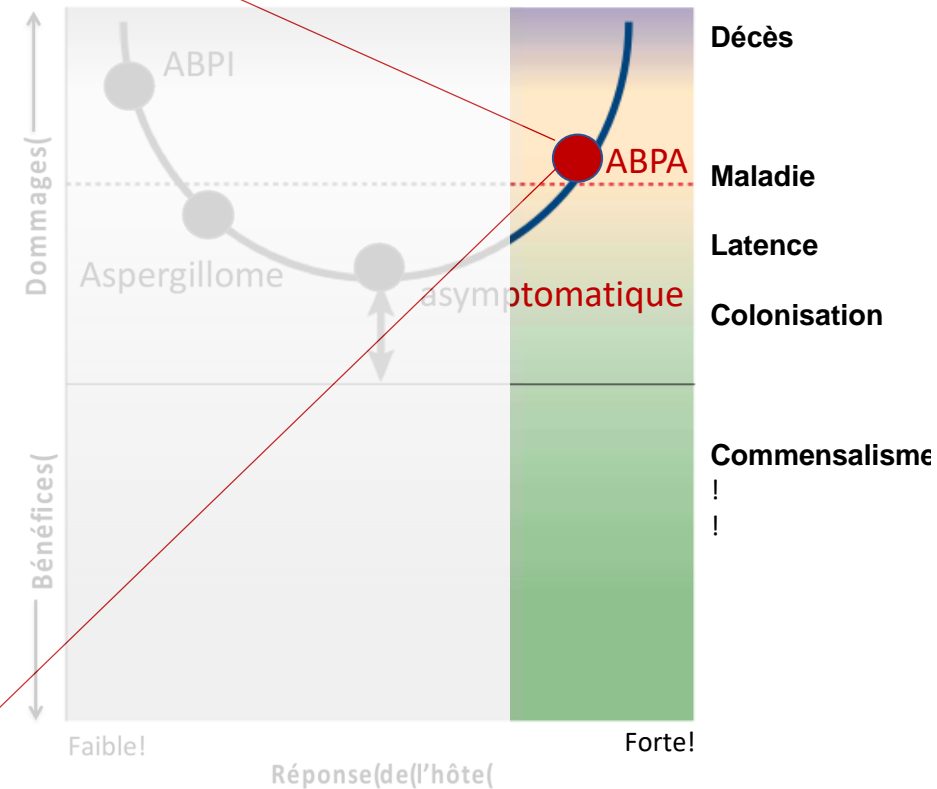 Décès
ABPI
ABPA
Maladie
Dommages(
Latence
Aspergillome
asymptomatique
Colonisation
Commensalisme
!
!
Bénéfices(
Faible!
Forte!
Réponse(de(l'hôte(